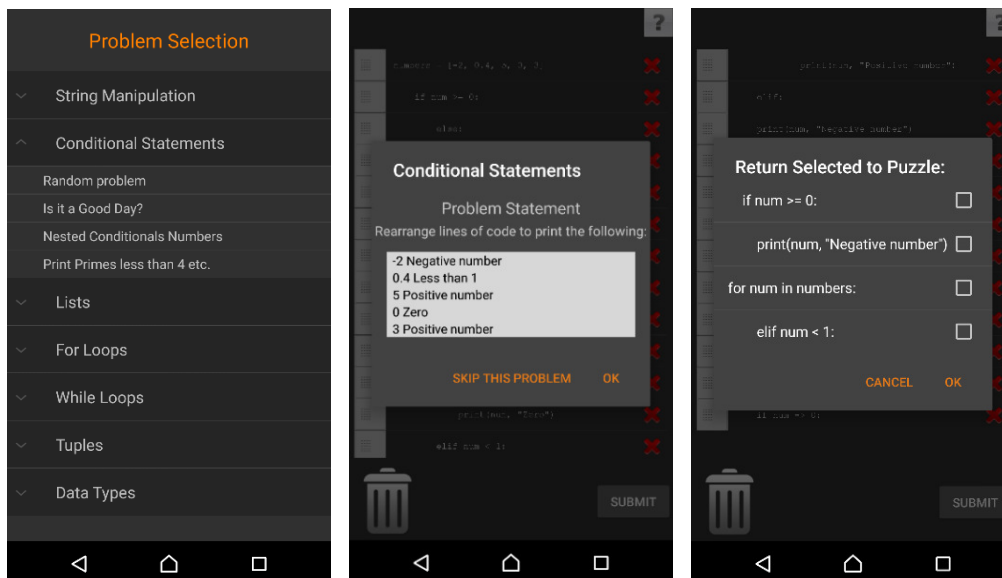 Problem Selection
String Manipulation
Conditional Statements
Random problem
Is it a Good Day?
Nested Conditionals Numbers
Print Primes less than 4 etc.
Lists
For Loops
While Loops
Tuples
Data Types
?
if num >= 0:
else:
Conditional Statements
Problem Statement
Rearrange lines of code to print the following:
-2 Negative number
0.4 Less than 1
5 Positive number
0 Zero
3 Positive number
SKIP THIS PROBLEM OK
print(num, "Zero")
elif num < 1:
SUBMIT
?
print(num, "Positive number")
elif:
print(num, "Negative number")
Return Selected to Puzzle:
if num >= 0:
print(num, "Negative number")
for num in numbers:
elif num < 1:
CANCEL OK
SUBMIT